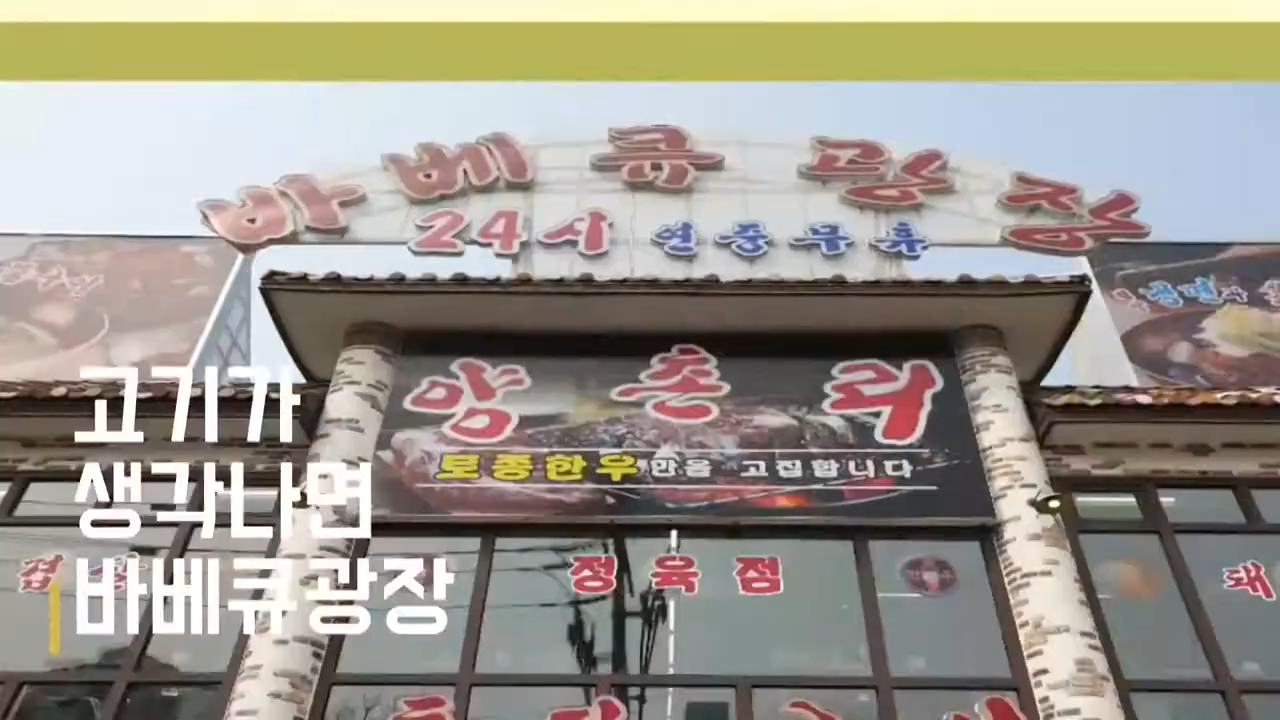 바베큐광장
24시 연중무휴
양촌리
토종한우만을 고집합니다
고기가
생각나면
바베큐광장
정육점